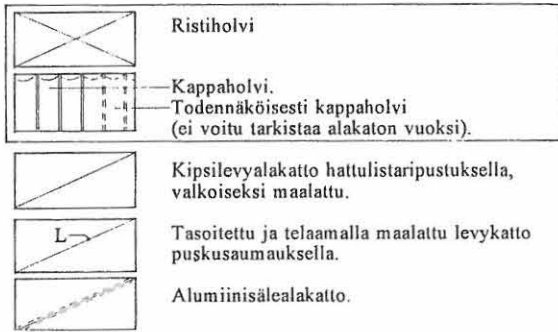 Ristiholvi
Kappaholvi.
Todennäköisesti kappaholvi
(ei voitu tarkistaa alakaton vuoksi).
Kipsilevyalakatto hattulistaripustuksella,
valkoiseksi maalattu.
L
Tasoitettu ja telaamalla maalattu levykatto
puskusaumauksella.
Alumiinisälealakatto.